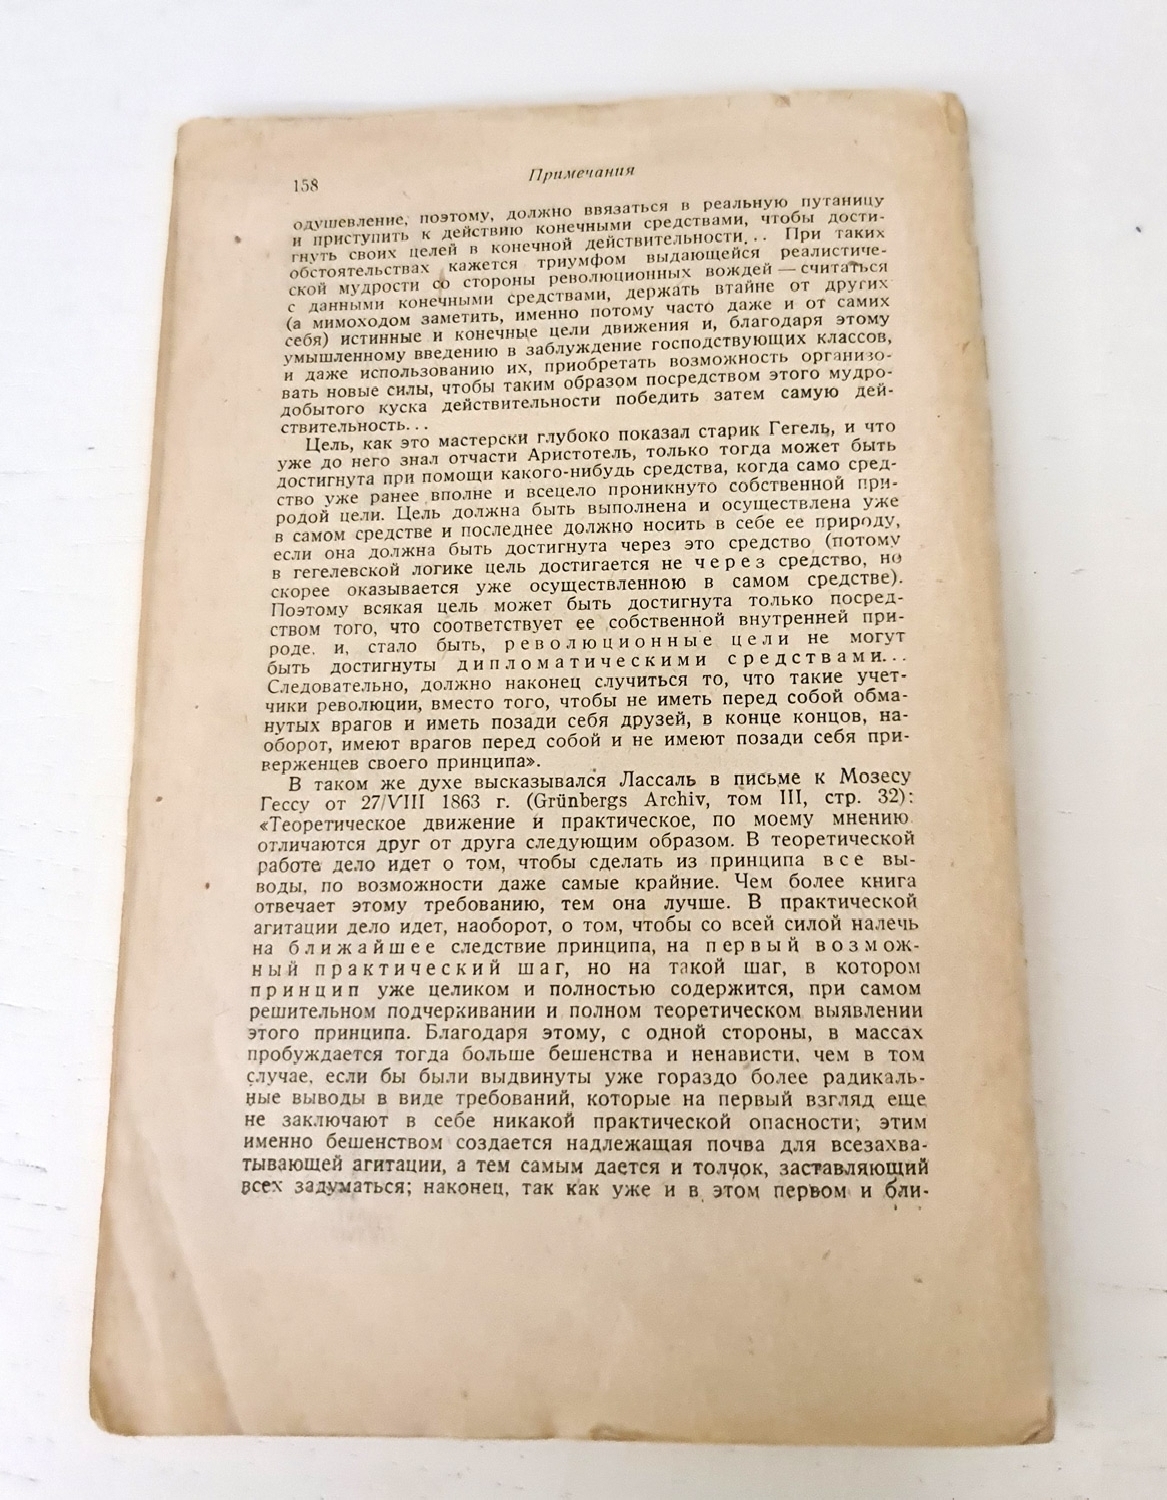 158
Примечания
одушевление, поэтому, должно ввязаться в реальную путаницу
и приступить к действию конечными средствами, чтобы дости-
гнуть своих целей в конечной действительности... При таких
обстоятельствах кажется триумфом выдающейся реалистиче-
ской мудрости со стороны революционных вождей — считаться
с данными конечными средствами, держать втайне от других
(а мимоходом заметить, именно потому часто даже и от самих
себя) истинные и конечные цели движения и, благодаря этому
умышленному введению в заблуждение господствующих классов,
и даже использованию их, приобретать возможность организо-
вать новые силы, чтобы таким образом посредством этого мудро-
добытого куска действительности победить затем самую дей-
ствительность...
Цель, как это мастерски глубоко показал старик Гегель, и что
уже до него знал отчасти Аристотель, только тогда может быть
достигнута при помощи какого-нибудь средства, когда само сред-
ство уже ранее вполне и всецело проникнуто собственной при-
родой цели. Цель должна быть выполнена и осуществлена уже
в самом средстве и последнее должно носить в себе ее природу,
если она должна быть достигнута через это средство (потому
в гегелевской логике цель достигается не через средство, но
скорее оказывается уже осуществленною в самом средстве).
Поэтому всякая цель может быть достигнута только посред-
ством того, что соответствует ее собственной внутренней при-
роде, и, стало быть, революционные цели не могут
быть достигнуты дипломатическими средствами...
Следовательно, должно наконец случиться то, что такие учет-
чики революции, вместо того, чтобы не иметь перед собой обма-
нутых врагов и иметь позади себя друзей, в конце концов, на-
оборот, имеют врагов перед собой и не имеют позади себя при-
верженцев своего принципа».
В таком же духе высказывался Лассаль в письме к Мозесу
Гессу от 27/VIII 1863 г. (Grünbergs Archiv, том III, стр. 32):
«Теоретическое движение и практическое, по моему мнению
отличаются друг от друга следующим образом. В теоретической
работе дело идет о том, чтобы сделать из принципа все вы-
воды, по возможности даже самые крайние. Чем более книга
отвечает этому требованию, тем она лучше. В практической
агитации дело идет, наоборот, о том, чтобы со всей силой налечь
на ближайшее следствие принципа, на первый возмож-
ный практический шаг, но на такой шаг, в котором
принцип уже целиком и полностью содержится, при самом
решительном подчеркивании и полном теоретическом выявлении
этого принципа. Благодаря этому, с одной стороны, в массах
пробуждается тогда больше бешенства и ненависти, чем в том
случае, если бы были выдвинуты уже гораздо более радикаль-
ные выводы в виде требований, которые на первый взгляд еще
не заключают в себе никакой практической опасности; этим
именно бешенством создается надлежащая почва для всезахва-
тывающей агитации, а тем самым дается и толчок, заставляющий
всех задуматься; наконец, так как уже и в этом первом и бли-